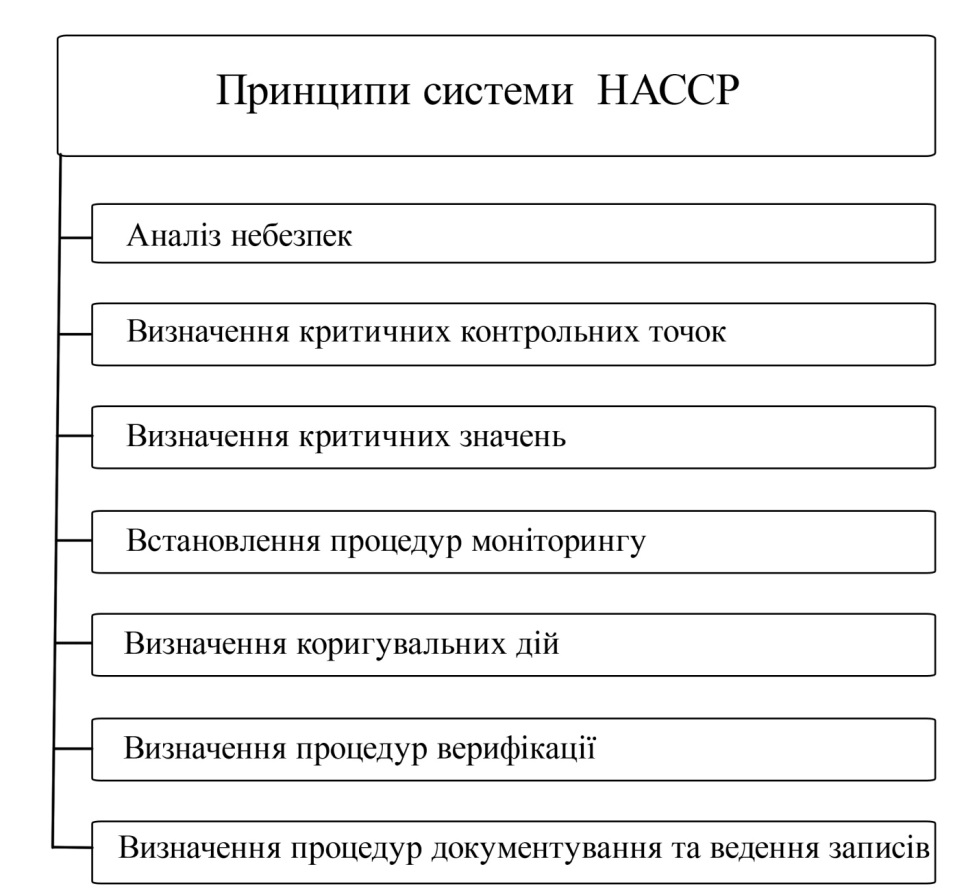 Принципи системи НАССР
Аналіз небезпек
Визначення критичних контрольних точок
Визначення критичних значень
Встановлення процедур моніторингу
Визначення коригувальних дій
Визначення процедур верифікації
Визначення процедур документування та ведення записів